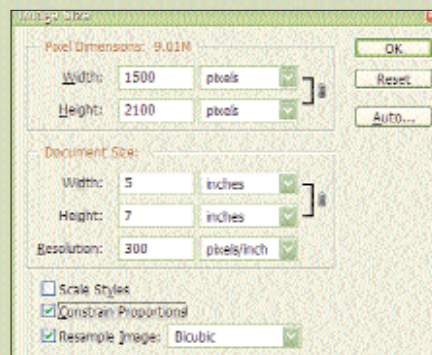 Image Size
Pixel Dimensions: 9.01M
OK
Width: 1500 pixels
Reset
Height: 2100 pixels
Auto...
Document Size:
Width: 5 inches
Height: 7 inches
Resolution: 300 pixels/inch
Scale Styles
Constrain Proportions
Resample Image: Bicubic